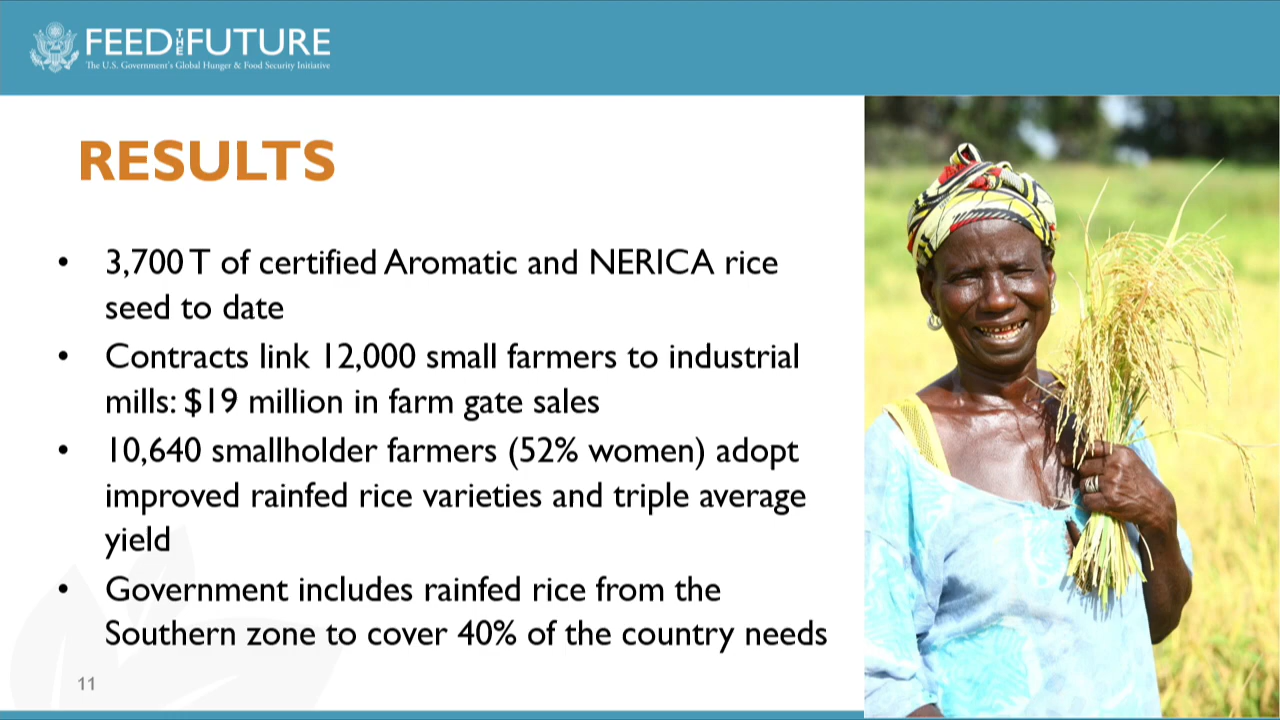 FEED THE FUTURE
The U.S. Government's Global Hunger & Food Security Initiative
RESULTS
• 3,700 T of certified Aromatic and NERICA rice
seed to date
• Contracts link 12,000 small farmers to industrial
mills: $19 million in farm gate sales
• 10,640 smallholder farmers (52% women) adopt
improved rainfed rice varieties and triple average
yield
• Government includes rainfed rice from the
Southern zone to cover 40% of the country needs
11